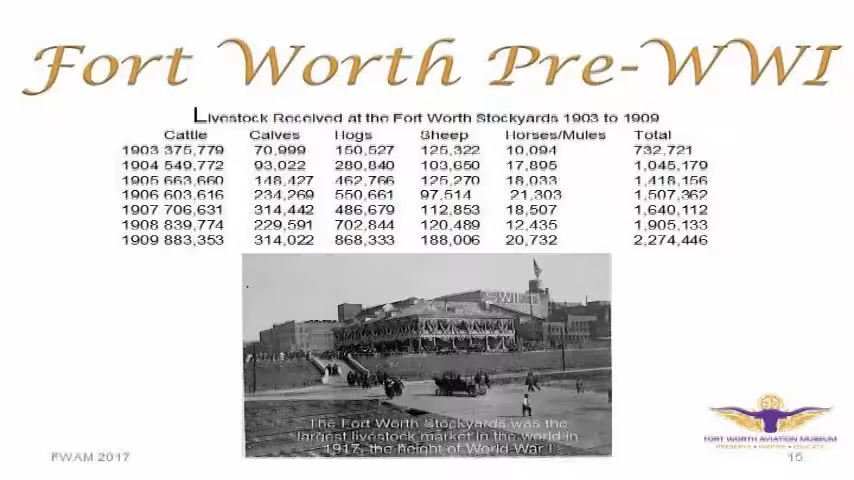 Fort Worth Pre-WWI
Livestock Received at the Fort Worth Stockyards 1903 to 1909
Cattle Calves Hogs Sheep Horses/Mules Total
1903 375,779 70,999 150,527 125,322 10,094 732,721
1904 549,772 93,022 280,840 103,650 17,895 1,045,179
1905 663,660 148,427 462,766 125,270 18,033 1,418,156
1906 603,616 234,269 550,661 97,514 21,303 1,507,362
1907 706,631 314,442 486,679 112,853 18,507 1,640,112
1908 839,774 229,591 702,844 120,489 12,435 1,905,133
1909 883,353 314,022 868,333 188,006 20,732 2,274,446
SWIFT
The Fort Worth Stockyards was the
largest livestock market in the world in
1917, the height of World War I
FORT WORTH AVIATION MUSEUM
PRESERVE • INSPIRE • EDUCATE
FWAM 2017
15